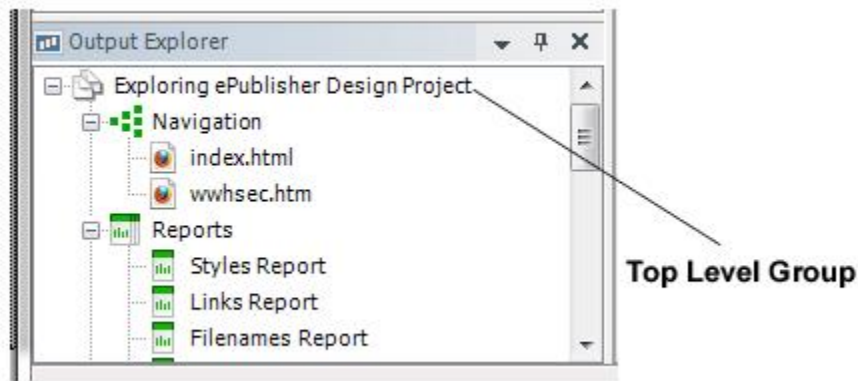 Output Explorer
Exploring ePublisher Design Project
Navigation
index.html
wwhsec.htm
Reports
Styles Report
Links Report
Top Level Group
Filenames Report